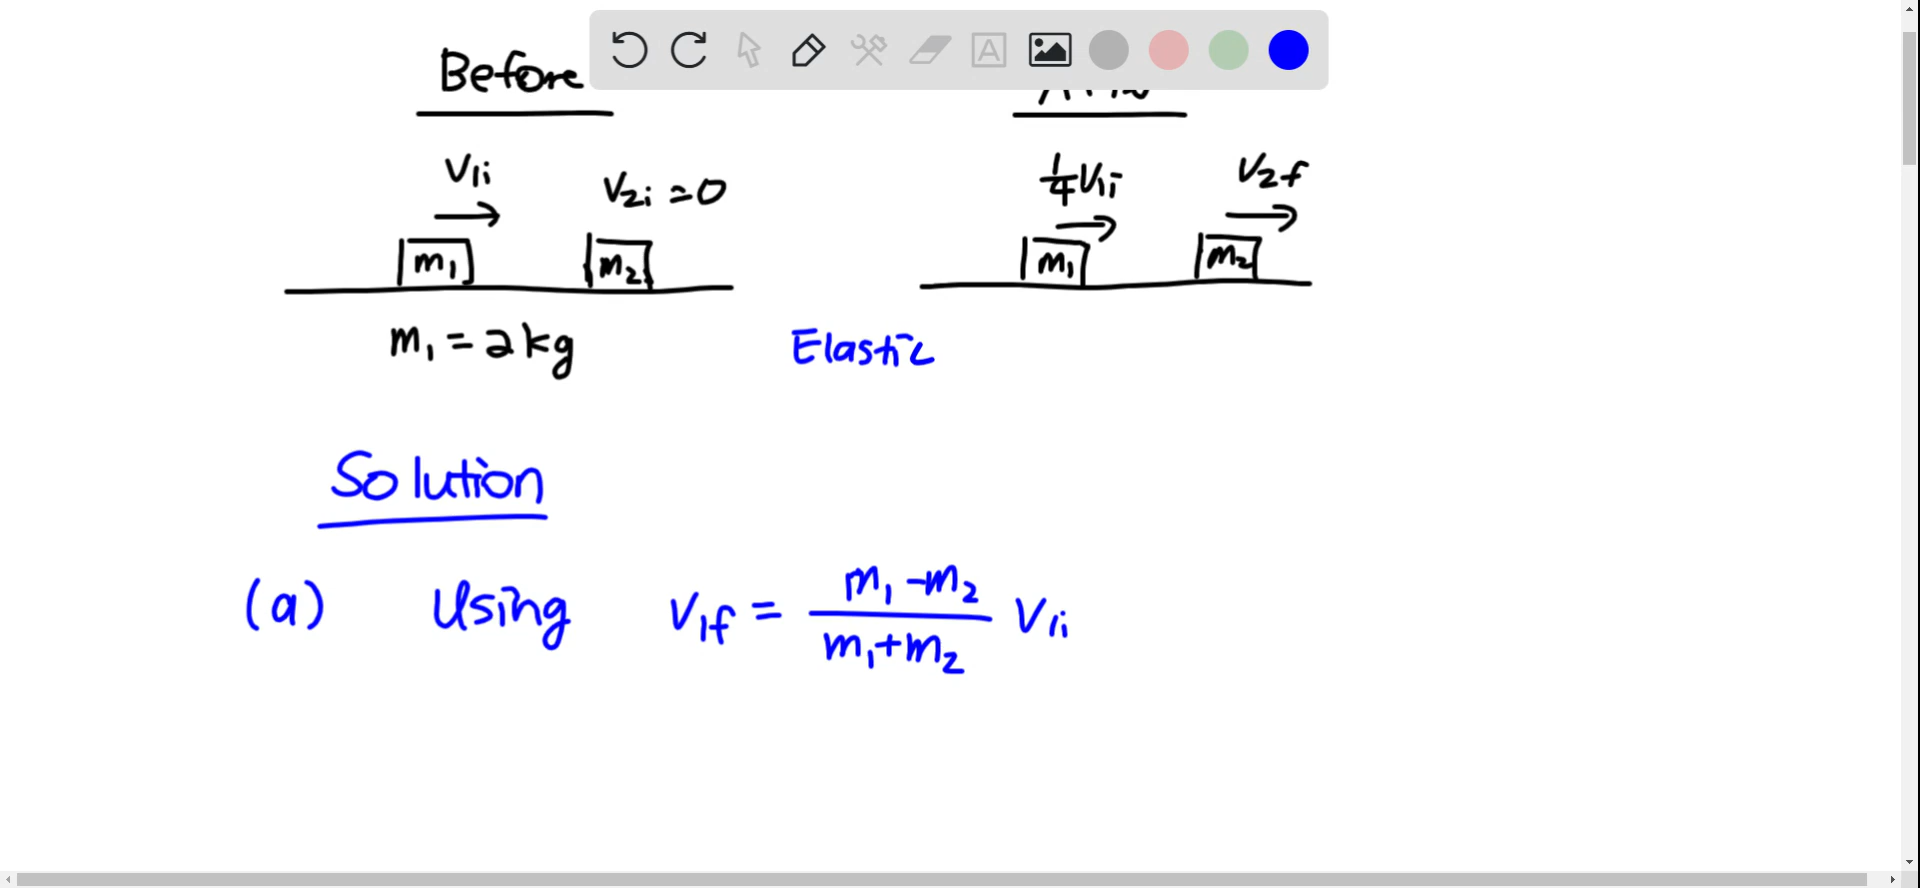 Before
V1i
V2i = 0
1/4 V1i
V2f
m1
m2
m1
m2
m1 = 2kg
Elastic
Solution
(a) Using V1f = (m1 - m2)/(m1 + m2) V1i